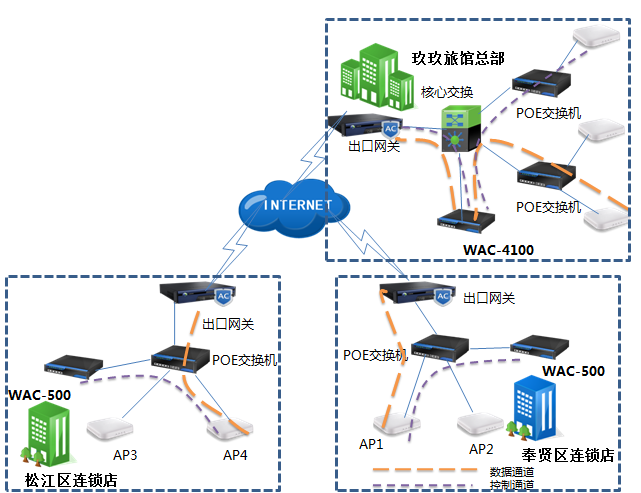 玖玖旅馆总部
核心交换
POE交换机
AC
出口网关
POE交换机
INTERNET
WAC-4100
AC
出口网关
POE交换机
WAC-500
AP3
AP4
松江区连锁店
AC
出口网关
POE交换机
WAC-500
AP1
AP2
奉贤区连锁店
数据通道
控制通道